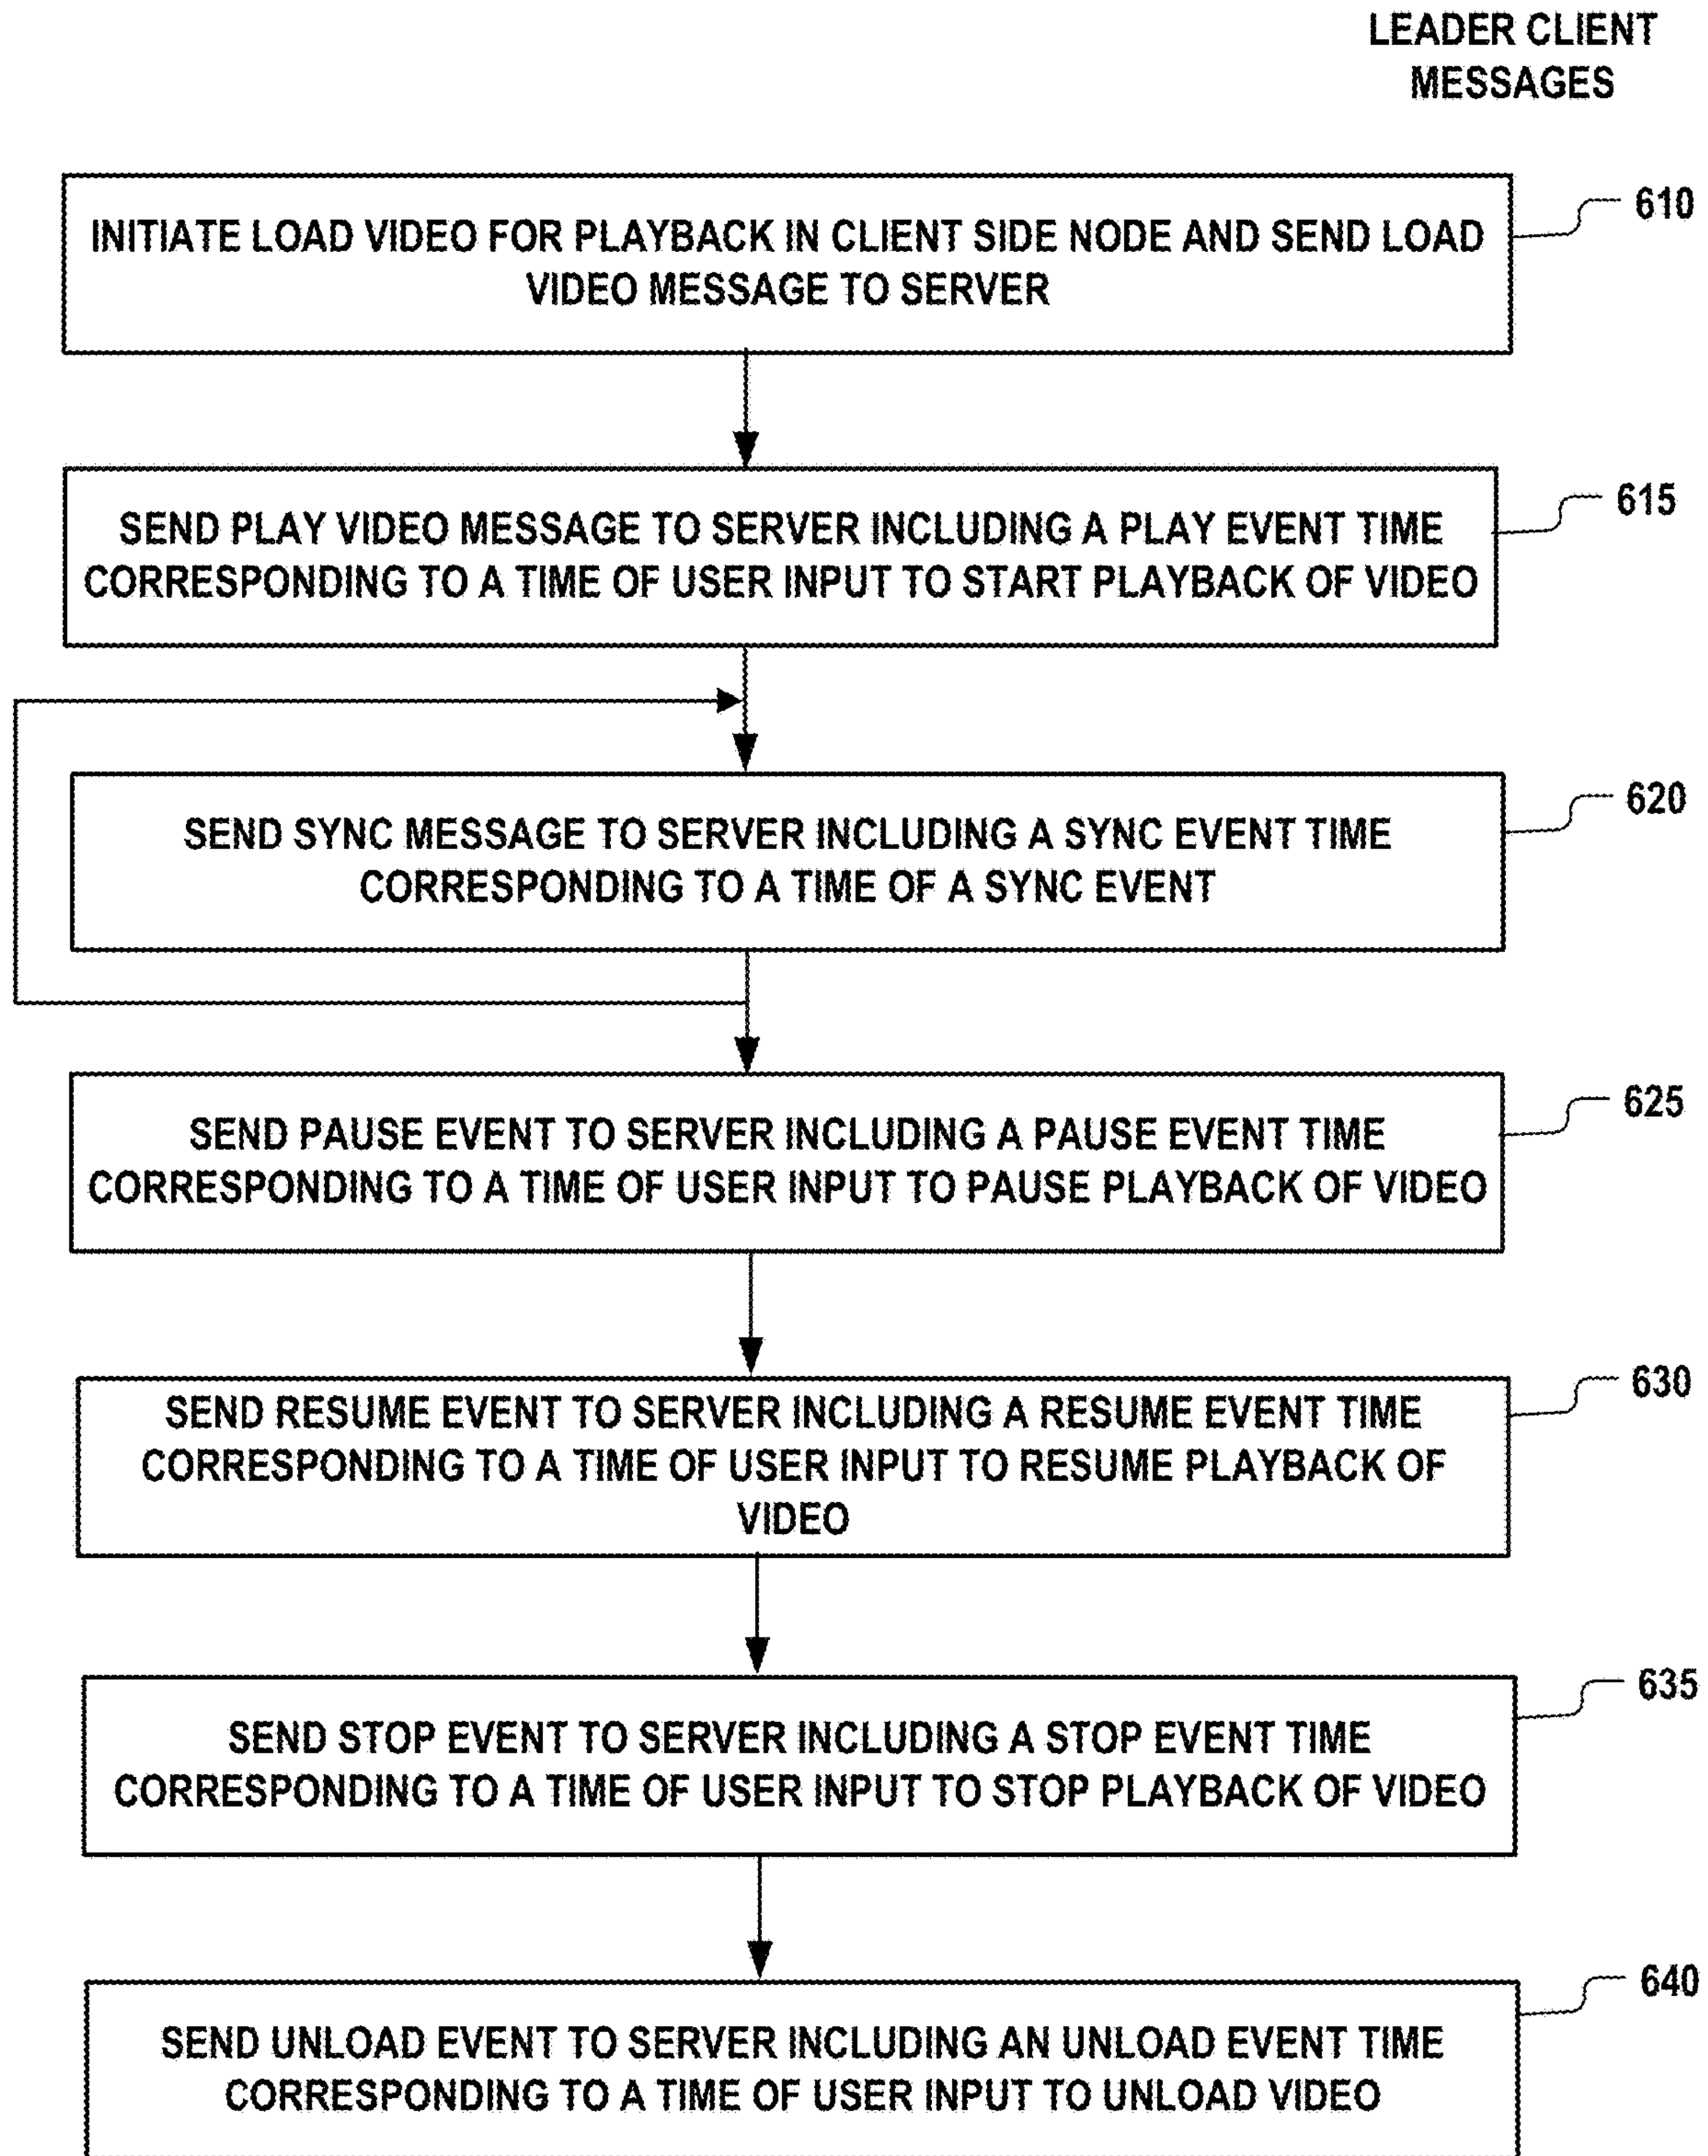 LEADER CLIENT
MESSAGES
INITIATE LOAD VIDEO FOR PLAYBACK IN CLIENT SIDE NODE AND SEND LOAD
VIDEO MESSAGE TO SERVER
610
SEND PLAY VIDEO MESSAGE TO SERVER INCLUDING A PLAY EVENT TIME
CORRESPONDING TO A TIME OF USER INPUT TO START PLAYBACK OF VIDEO
615
SEND SYNC MESSAGE TO SERVER INCLUDING A SYNC EVENT TIME
CORRESPONDING TO A TIME OF A SYNC EVENT
620
SEND PAUSE EVENT TO SERVER INCLUDING A PAUSE EVENT TIME
CORRESPONDING TO A TIME OF USER INPUT TO PAUSE PLAYBACK OF VIDEO
625
SEND RESUME EVENT TO SERVER INCLUDING A RESUME EVENT TIME
CORRESPONDING TO A TIME OF USER INPUT TO RESUME PLAYBACK OF
VIDEO
630
SEND STOP EVENT TO SERVER INCLUDING A STOP EVENT TIME
CORRESPONDING TO A TIME OF USER INPUT TO STOP PLAYBACK OF VIDEO
635
SEND UNLOAD EVENT TO SERVER INCLUDING AN UNLOAD EVENT TIME
CORRESPONDING TO A TIME OF USER INPUT TO UNLOAD VIDEO
640